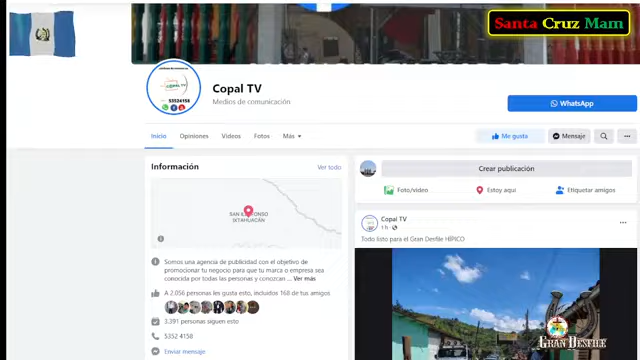 Santa Cruz Mam
COPAL TV
53524158
Copal TV
Medios de comunicación
WhatsApp
Inicio
Opiniones
Videos
Fotos
Más
Me gusta
Mensaje
Información
Ver todo
SAN ILDEFONSO
IXTAHUACÁN
Somos una agencia de publicidad con el objetivo de
promocionar tu negocio para que tu marca o empresa sea
conocida por todas las personas y conozcan ... Ver más
A 2.056 personas les gusta esto, incluidos 168 de tus amigos
3.391 personas siguen esto
5352 4158
Enviar mensaje
Crear publicación
Foto/video
Estoy aquí
Etiquetar amigos
Copal TV
1 h
Todo listo para el Gran Desfile HÍPICO
GRAN DESFILE